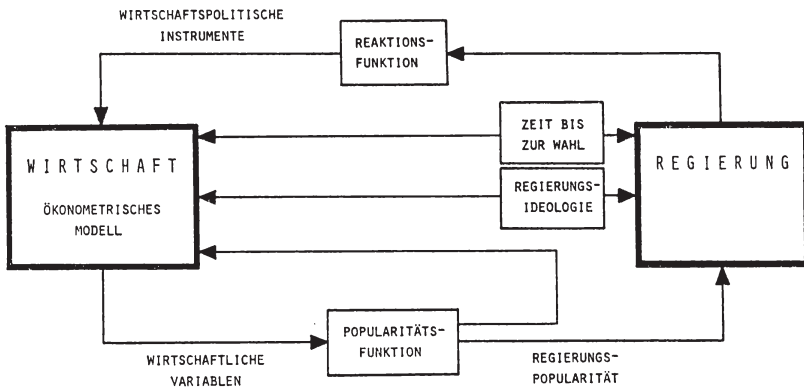 WIRTSCHAFTSPOLITISCHE
INSTRUMENTE
REAKTIONS-
FUNKTION
ZEIT BIS
ZUR WAHL
WIRTSCHAFT
ÖKONOMETRISCHES
MODELL
REGIERUNG
REGIERUNGS-
IDEOLOGIE
POPULARITÄTS-
FUNKTION
WIRTSCHAFTLICHE
VARIABLEN
REGIERUNGS-
POPULARITÄT